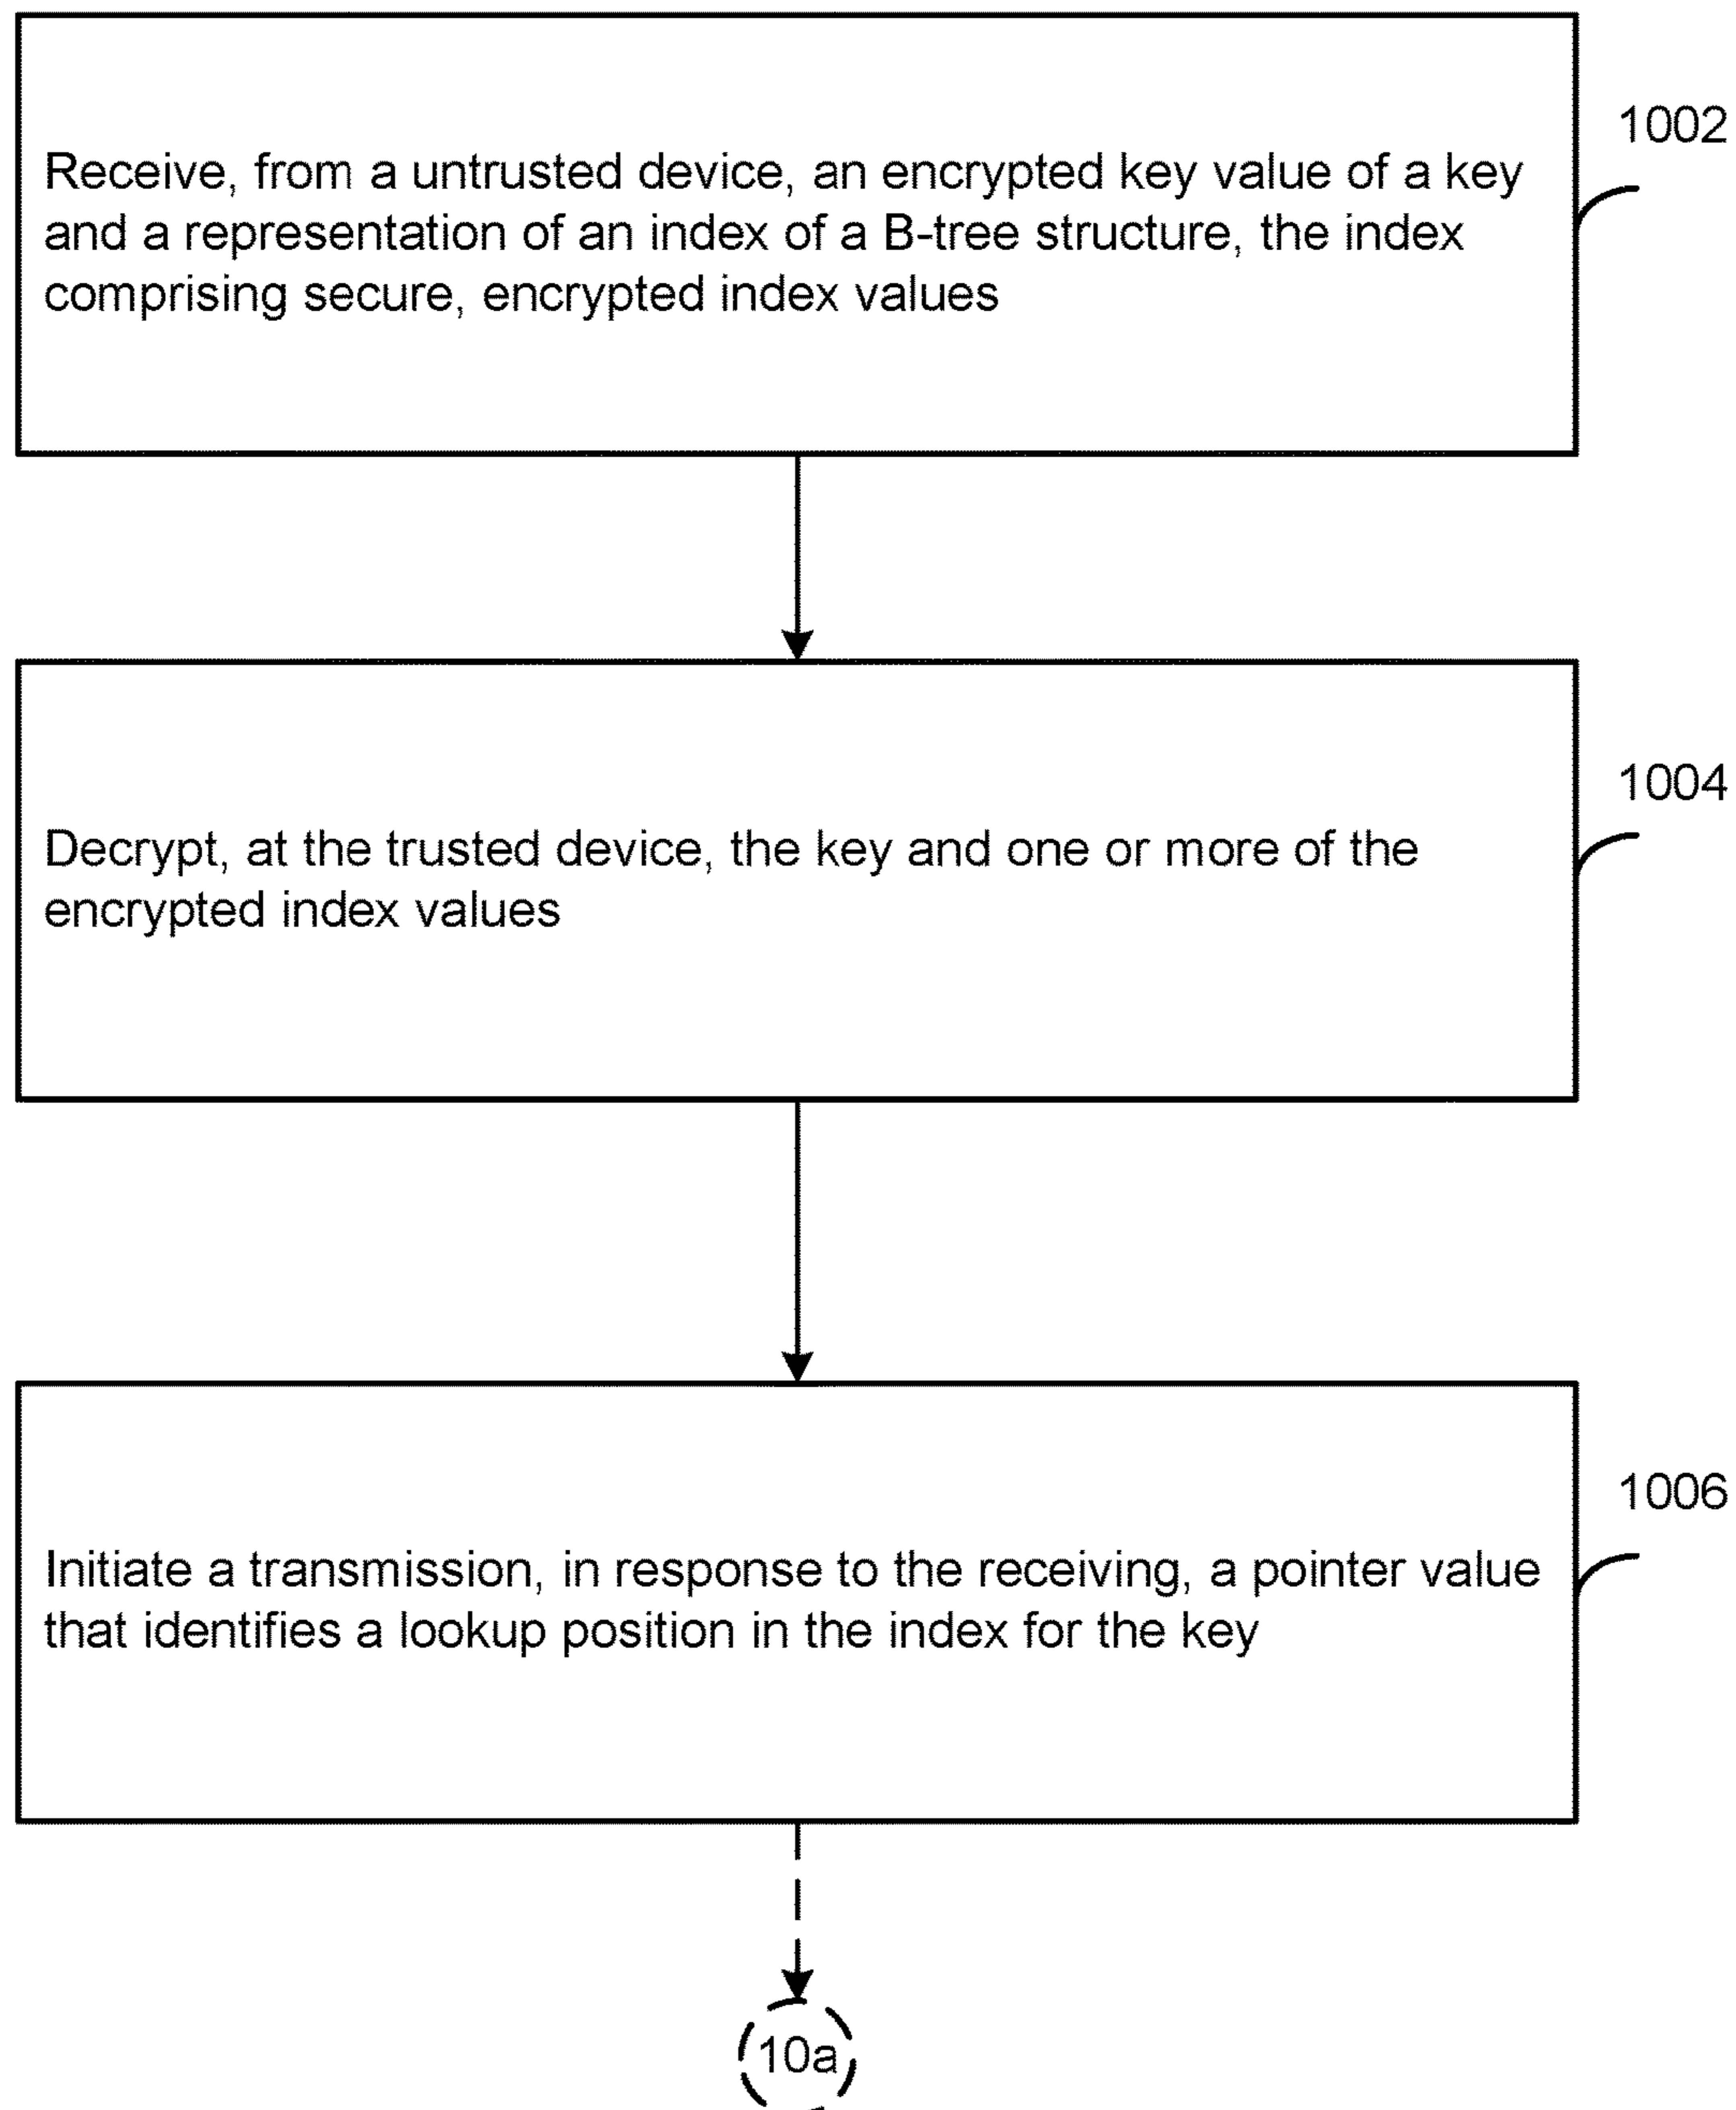 1002
Receive, from a untrusted device, an encrypted key value of a key
and a representation of an index of a B-tree structure, the index
comprising secure, encrypted index values
1004
Decrypt, at the trusted device, the key and one or more of the
encrypted index values
1006
Initiate a transmission, in response to the receiving, a pointer value
that identifies a lookup position in the index for the key
10a